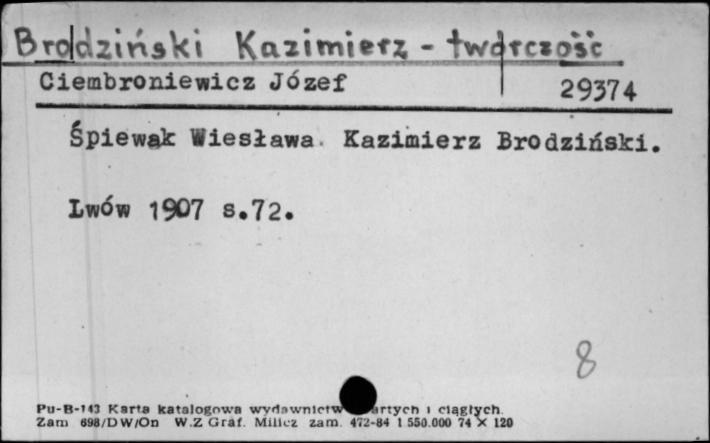 Brodziński Kazimierz - twórczość
Ciembroniewicz Józef 29374
Śpiewak Wiesława. Kazimierz Brodziński.
Lwów 1907 s.72.
8
Pu-B-143 Karta katalogowa wydawnictw artych i ciągłych.
Zam 698/DW/On W.Z Graf. Milicz zam. 472-84 1 550.000 74 × 120